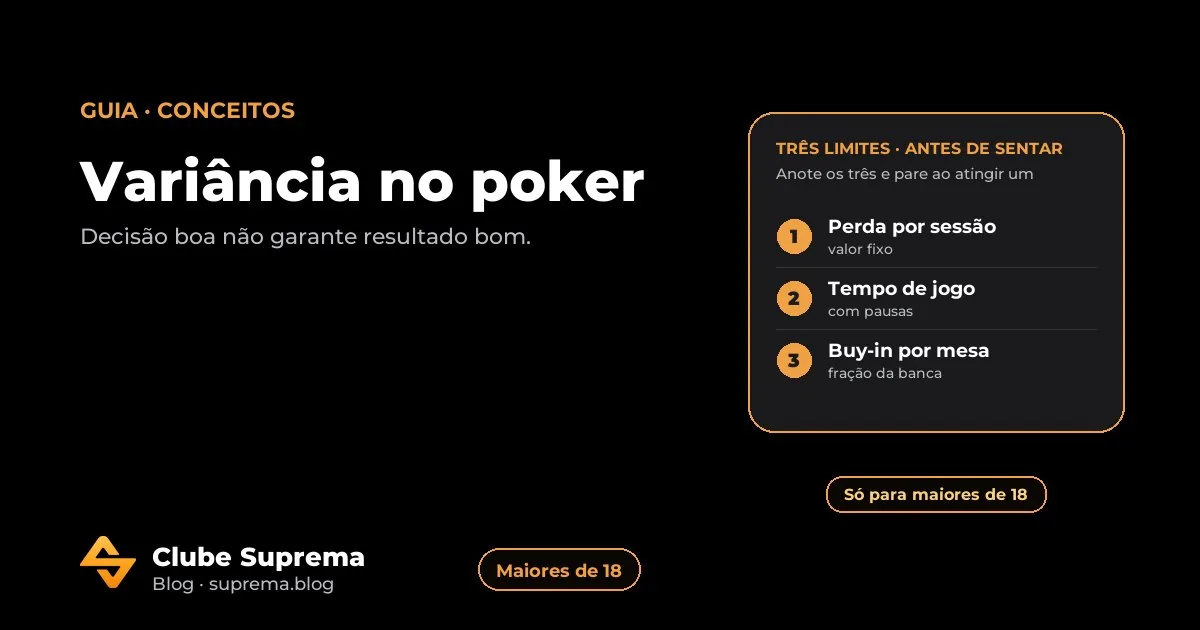 GUIA · CONCEITOS
Variância no poker
Decisão boa não garante resultado bom.
TRÊS LIMITES · ANTES DE SENTAR
Anote os três e pare ao atingir um
1
Perda por sessão
valor fixo
2
Tempo de jogo
com pausas
3
Buy-in por mesa
fração da banca
Só para maiores de 18
Clube Suprema
Blog · suprema.blog
Maiores de 18